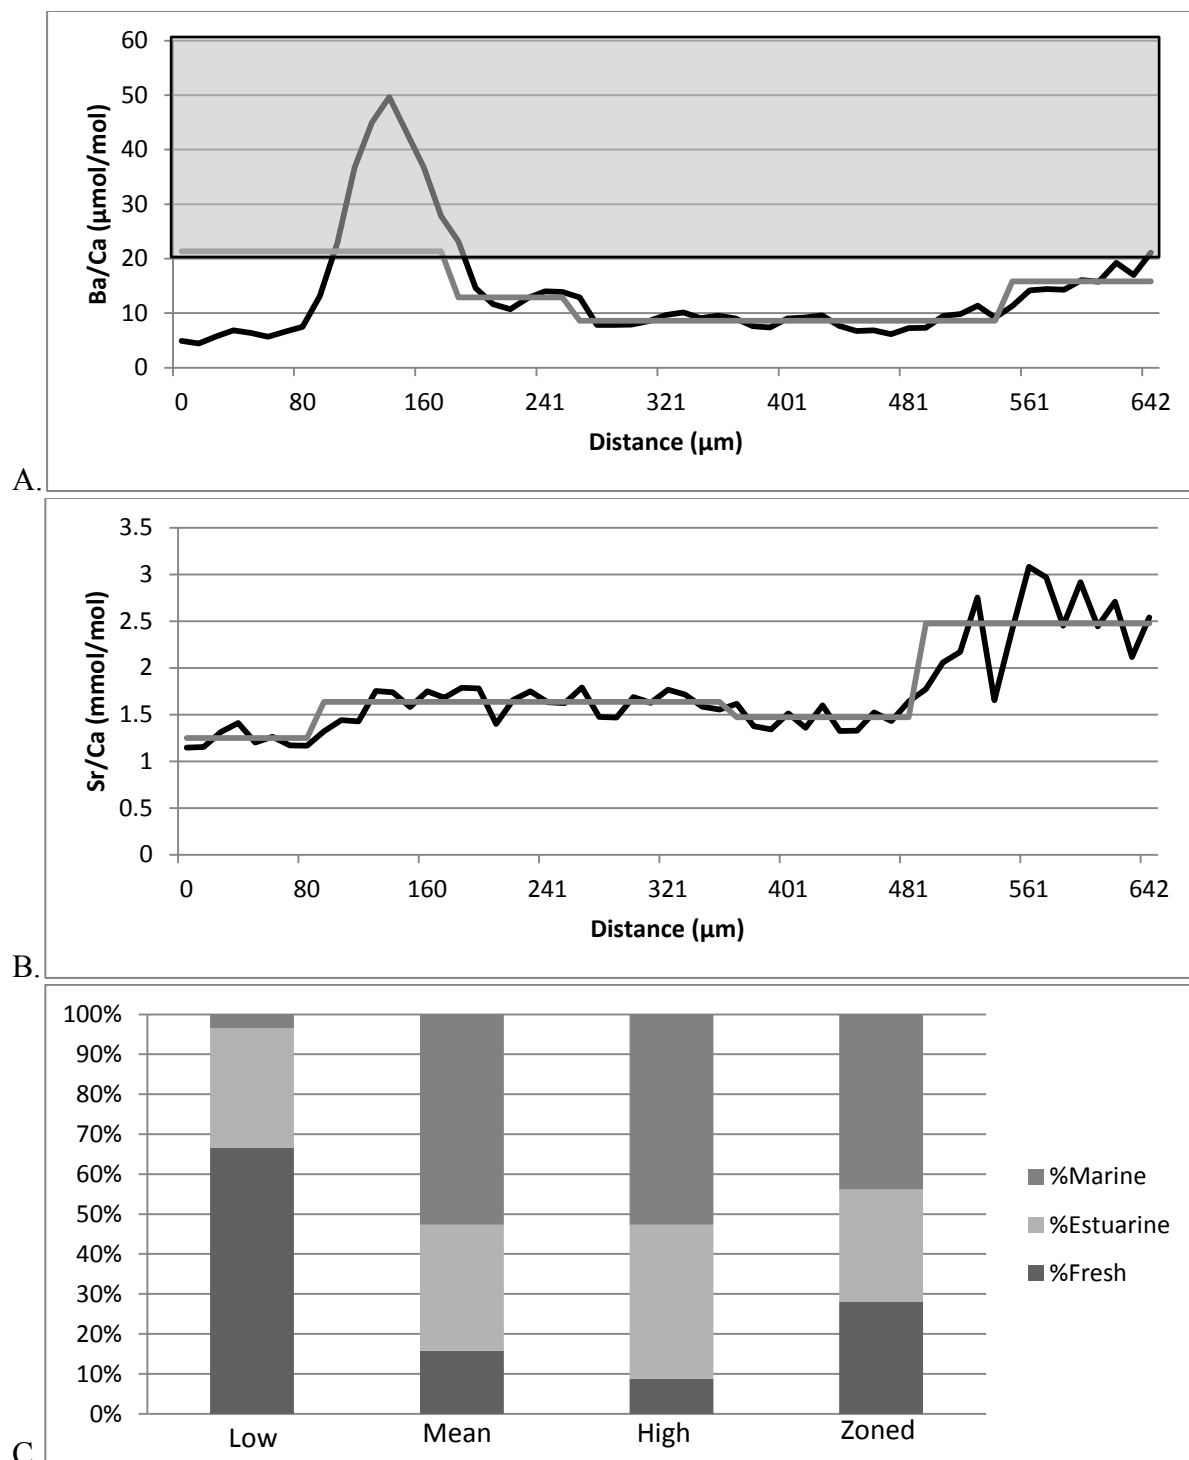 60
50
40
30
20
10
0
Ba/Ca (µmol/mol)
0 80 160 241 321 401 481 561 642
Distance (µm)
A.
3.5
3
2.5
2
1.5
1
0.5
0
Sr/Ca (mmol/mol)
0 80 160 241 321 401 481 561 642
Distance (µm)
B.
100%
90%
80%
70%
60%
50%
40%
30%
20%
10%
0%
Low Mean High Zoned
%Marine
%Estuarine
%Fresh
C